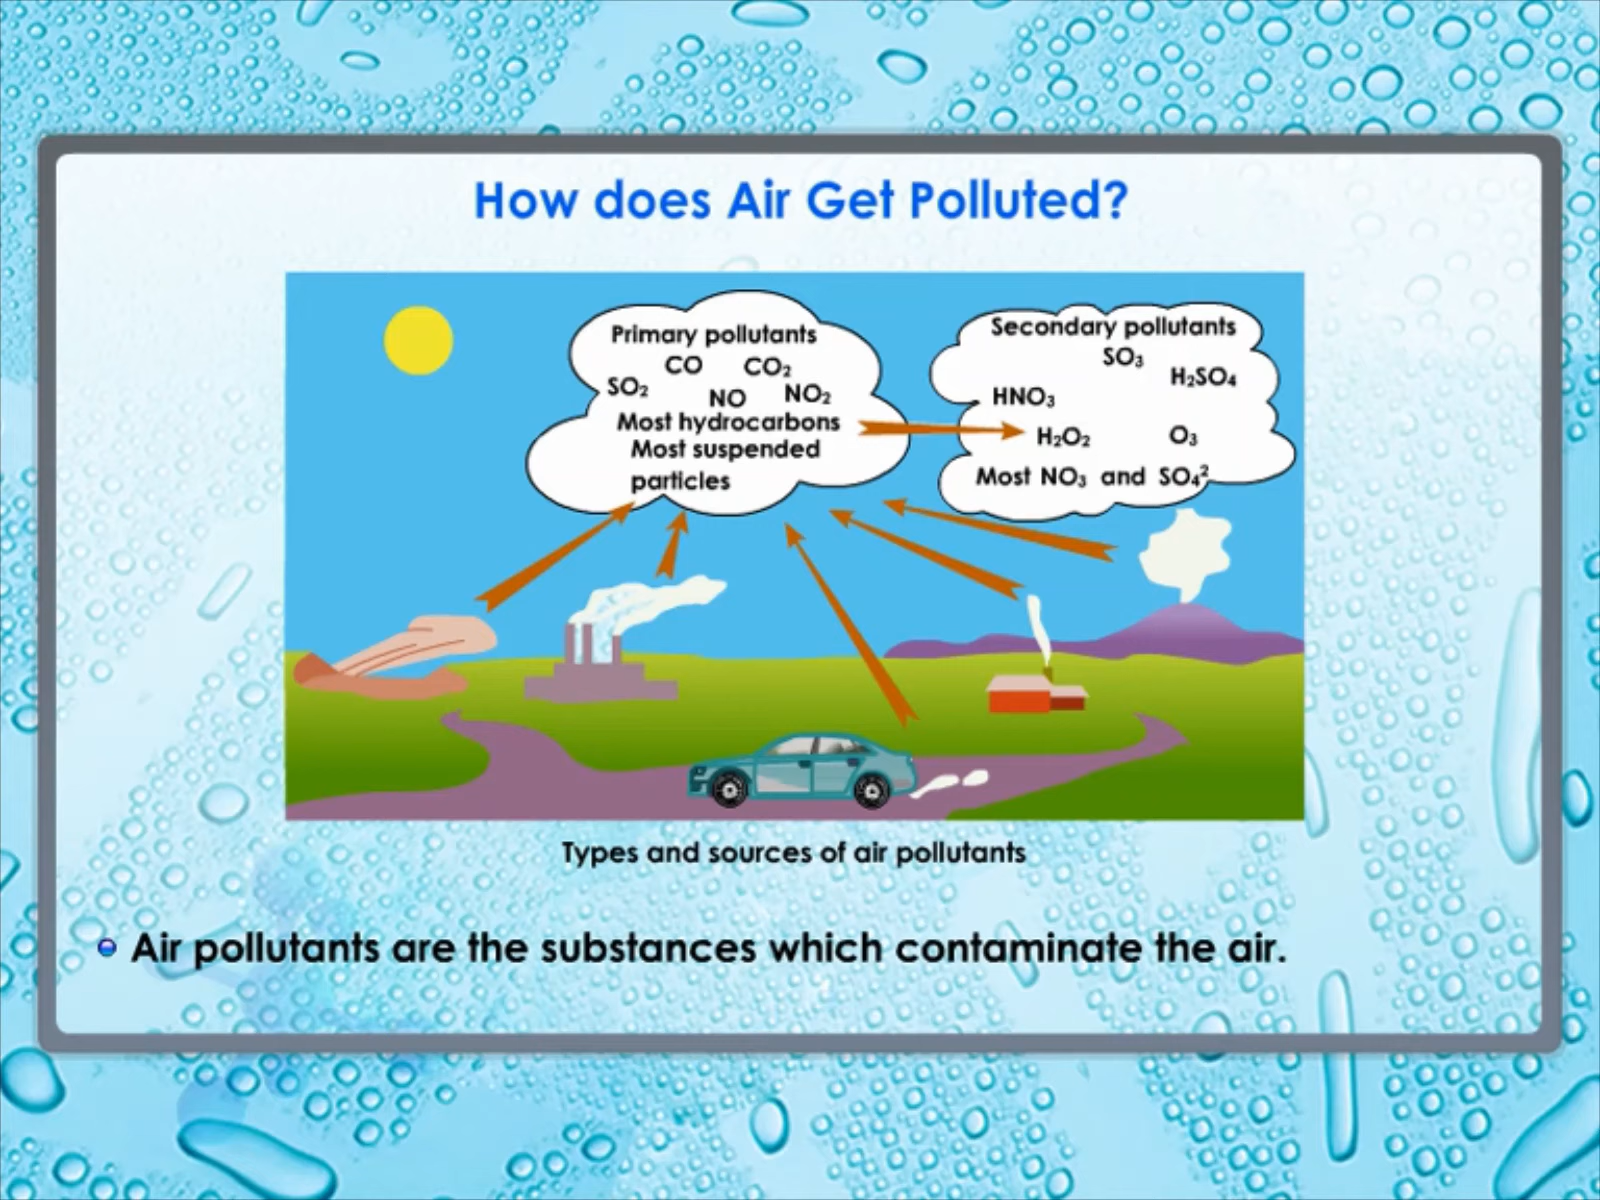 How does Air Get Polluted?
Primary pollutants
CO CO₂
SO₂ NO NO₂
Most hydrocarbons
Most suspended
particles
Secondary pollutants
SO₃
H₂SO₄
HNO₃
H₂O₂ O₃
Most NO₃ and SO₄²
Types and sources of air pollutants
Air pollutants are the substances which contaminate the air.